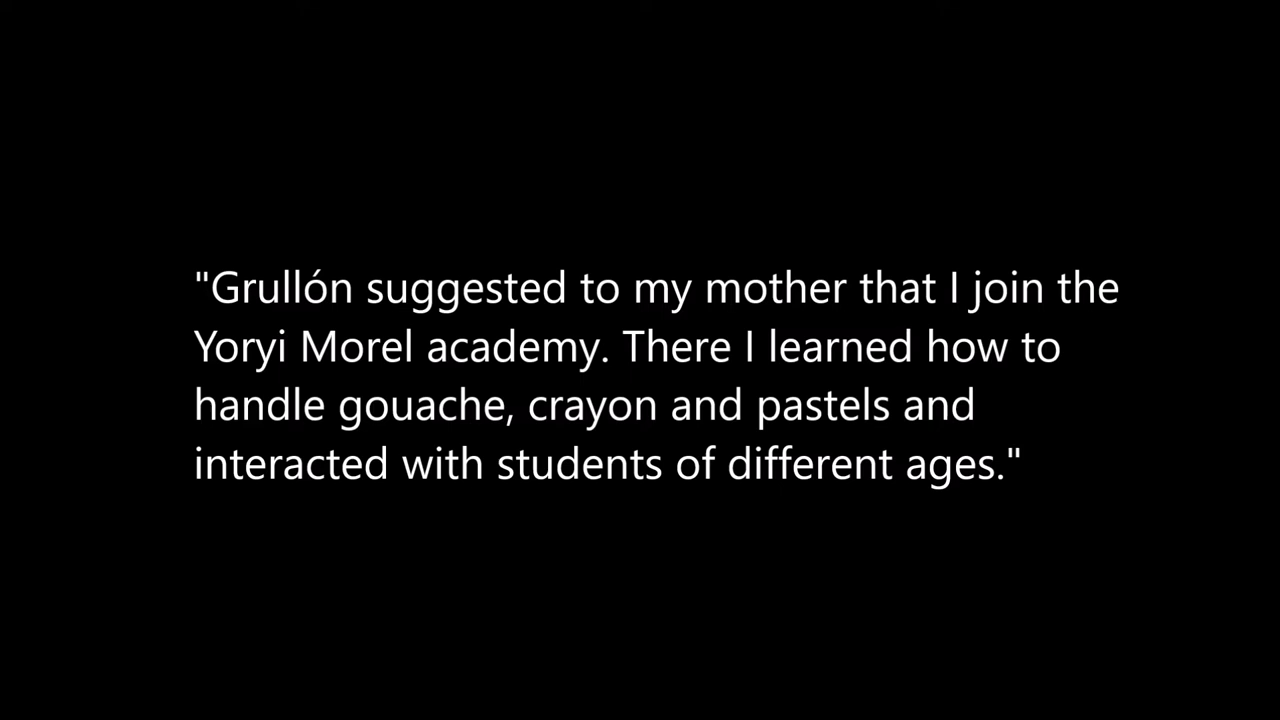 "Grullón suggested to my mother that I join the
Yoryi Morel academy. There I learned how to
handle gouache, crayon and pastels and
interacted with students of different ages."